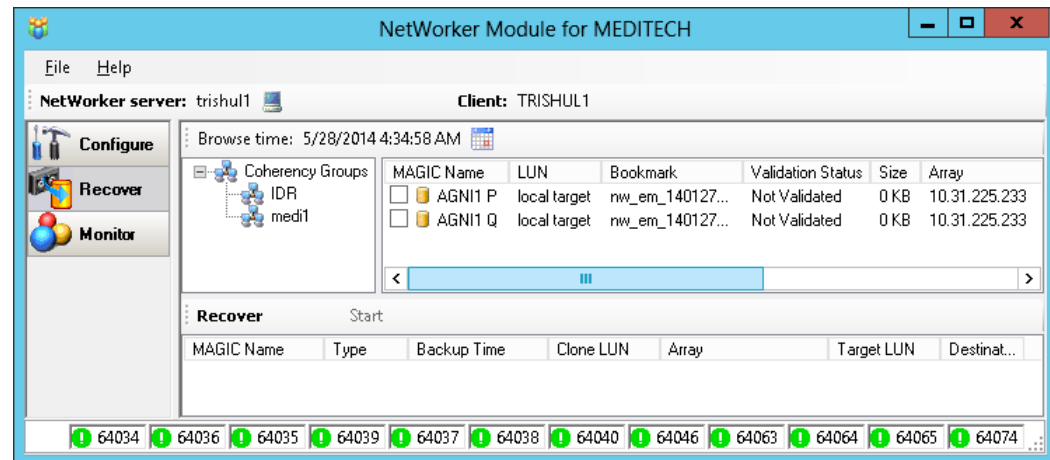 NetWorker Module for MEDITECH
File Help
NetWorker server: trishul1 Client: TRISHUL1
Configure
Recover
Monitor
Browse time: 5/28/2014 4:34:58 AM
Coherency Groups
IDR
medi1
MAGIC Name LUN Bookmark Validation Status Size Array
AGNI1 P local target nw_em_140127... Not Validated 0 KB 10.31.225.233
AGNI1 Q local target nw_em_140127... Not Validated 0 KB 10.31.225.233
Recover Start
MAGIC Name Type Backup Time Clone LUN Array Target LUN Destinat...
64034 64036 64035 64039 64037 64038 64040 64046 64063 64064 64065 64074